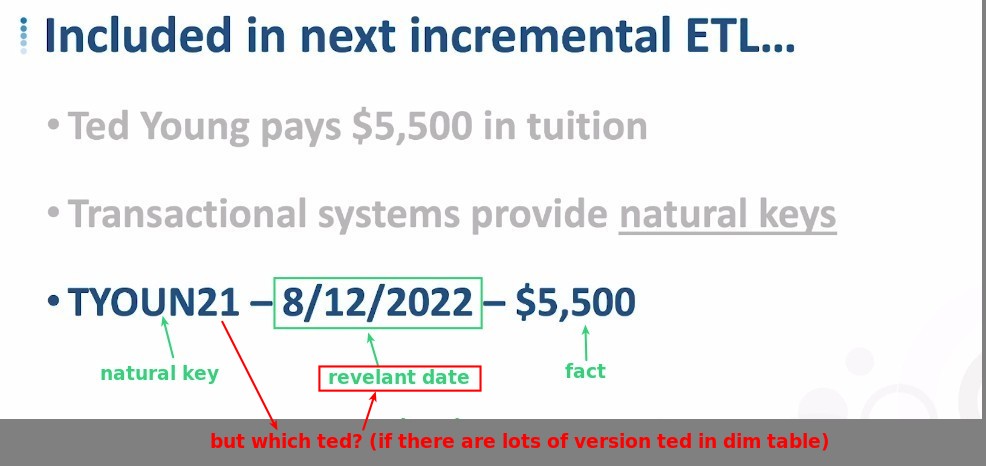 Included in next incremental ETL…
• Ted Young pays $5,500 in tuition
• Transactional systems provide natural keys
• TYOUN21 – 8/12/2022 – $5,500
natural key
revelant date
fact
but which ted? (if there are lots of version ted in dim table)